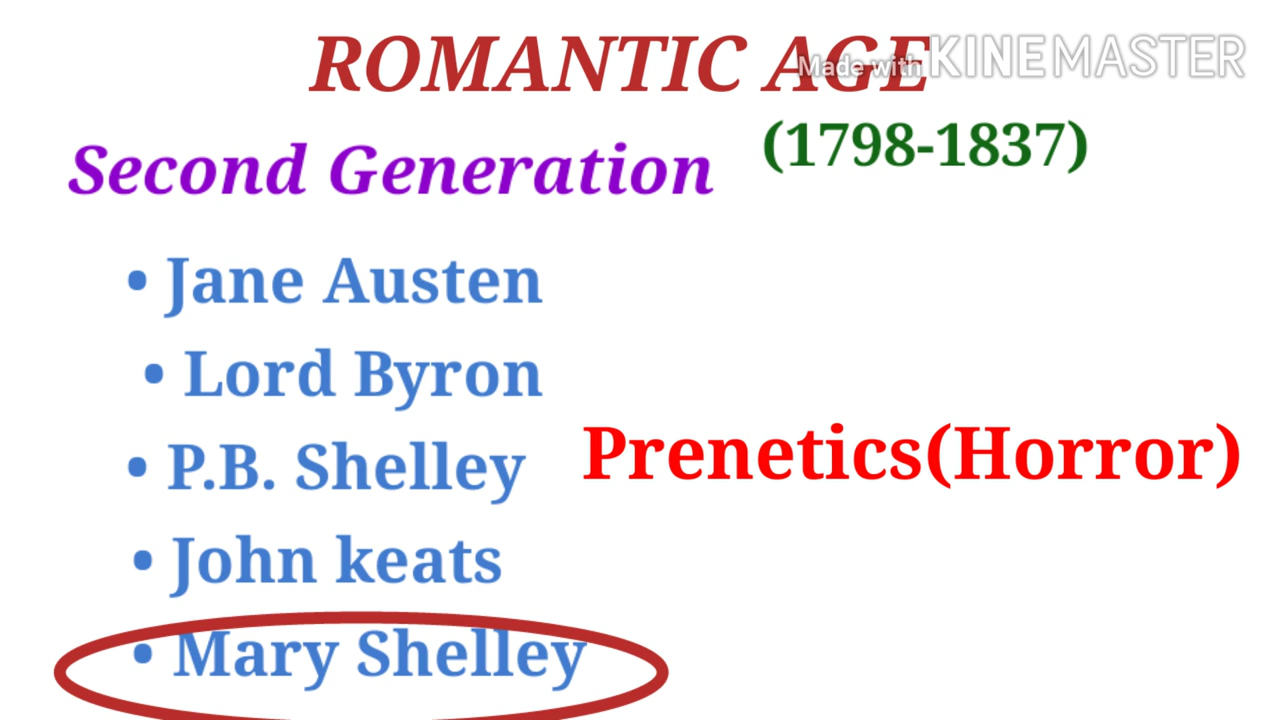 ROMANTIC AGE
Made with KINEMASTER
(1798-1837)
Second Generation
• Jane Austen
• Lord Byron
• P.B. Shelley
Prenetics(Horror)
• John keats
• Mary Shelley